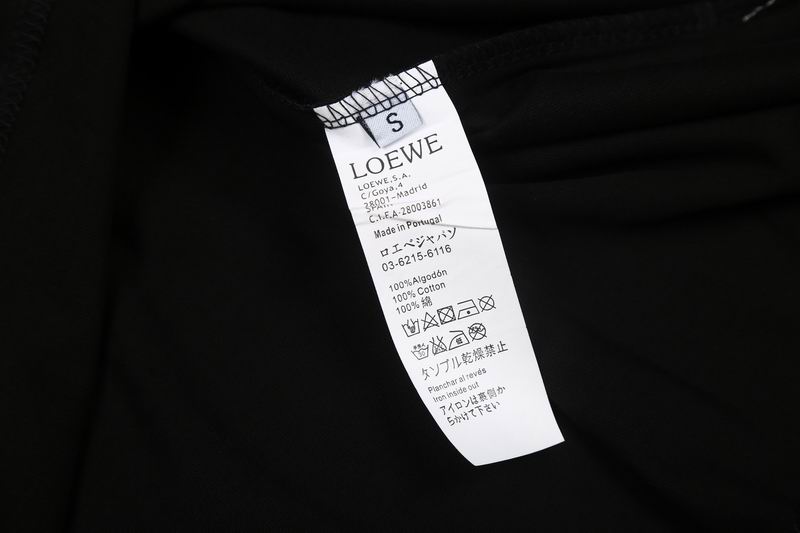 S
LOEWE
LOEWE,S.A.
C/Goya.4
28001-Madrid
SPAIN
C.I.F.A-28003861
Made in Portugal
ロエベジャパン
03-6215-6116
100%Algodón
100% Cotton
100% 綿
タンブル乾燥禁止
Planchar al revés
Iron inside out
アイロンは裏側か
らかけて下さい